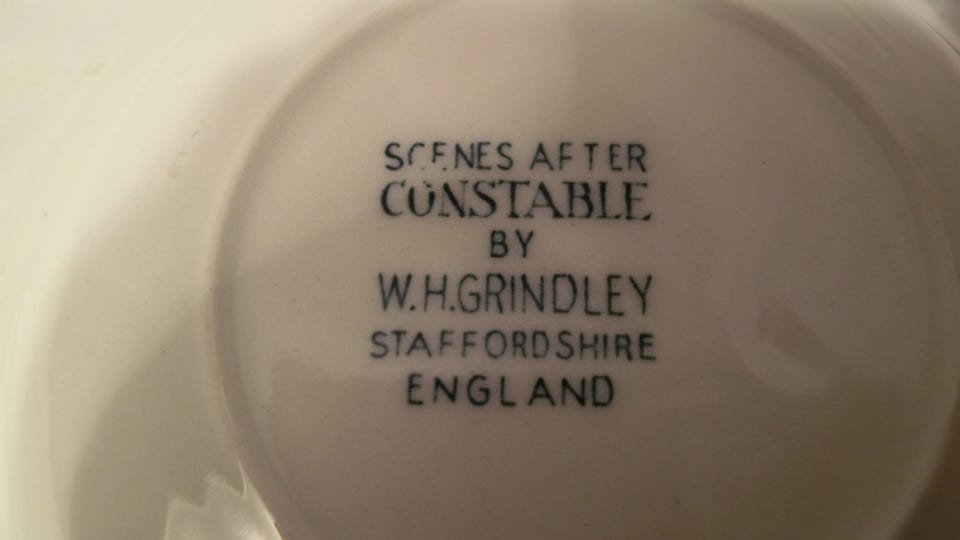 SCENES AFTER
CONSTABLE
BY
W.H.GRINDLEY
STAFFORDSHIRE
ENGLAND